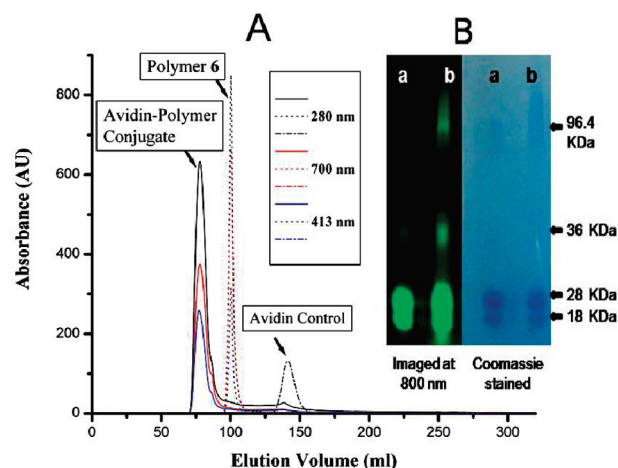 A
B
Polymer 6
Avidin-Polymer
Conjugate
280 nm
700 nm
413 nm
Avidin Control
800
600
400
200
0
Absorbance (AU)
0 50 100 150 200 250 300
Elution Volume (ml)
a b a b
96.4
KDa
36 KDa
28 KDa
18 KDa
Imaged at
800 nm
Coomassie
stained